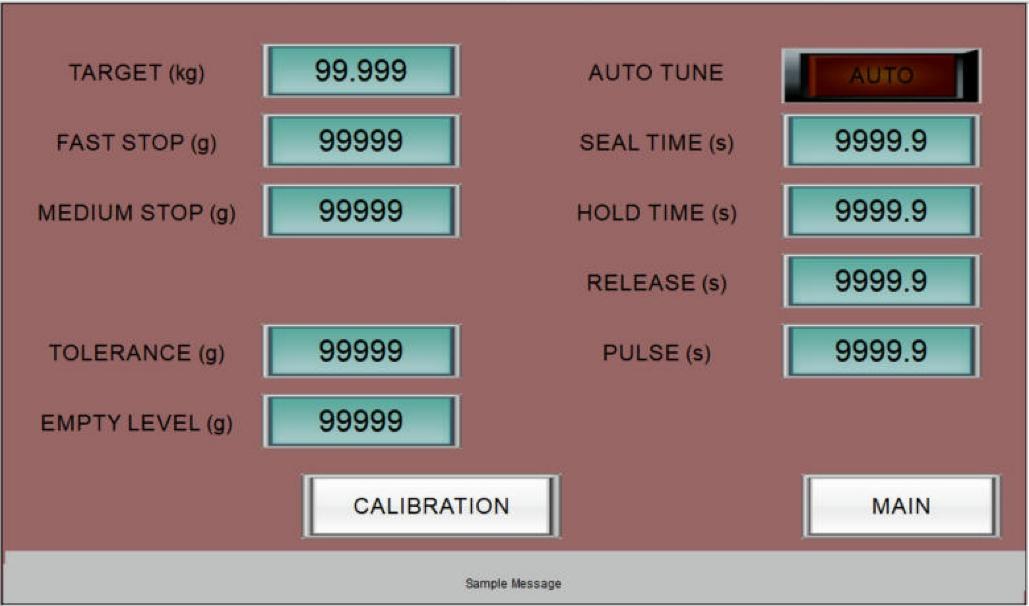 TARGET (kg) 99.999 AUTO TUNE AUTO
FAST STOP (g) 99999 SEAL TIME (s) 9999.9
MEDIUM STOP (g) 99999 HOLD TIME (s) 9999.9
RELEASE (s) 9999.9
TOLERANCE (g) 99999 PULSE (s) 9999.9
EMPTY LEVEL (g) 99999
CALIBRATION MAIN
Sample Message